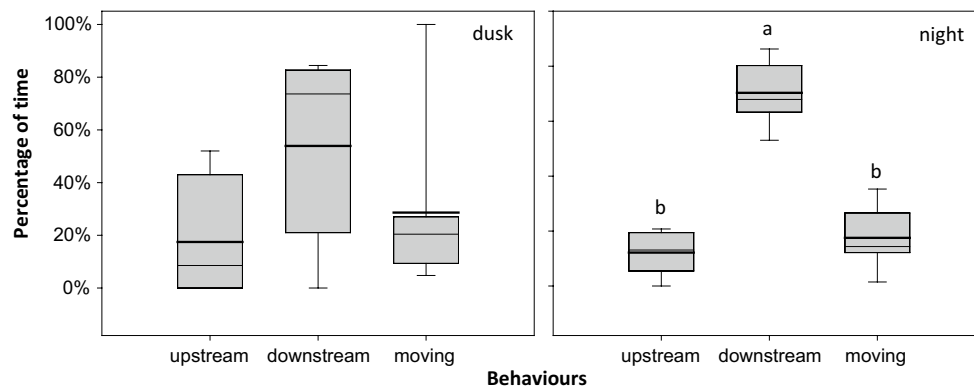 100%
80%
60%
40%
20%
0%
Percentage of time
dusk
night
a
b
b
upstream
downstream
moving
upstream
downstream
moving
Behaviours